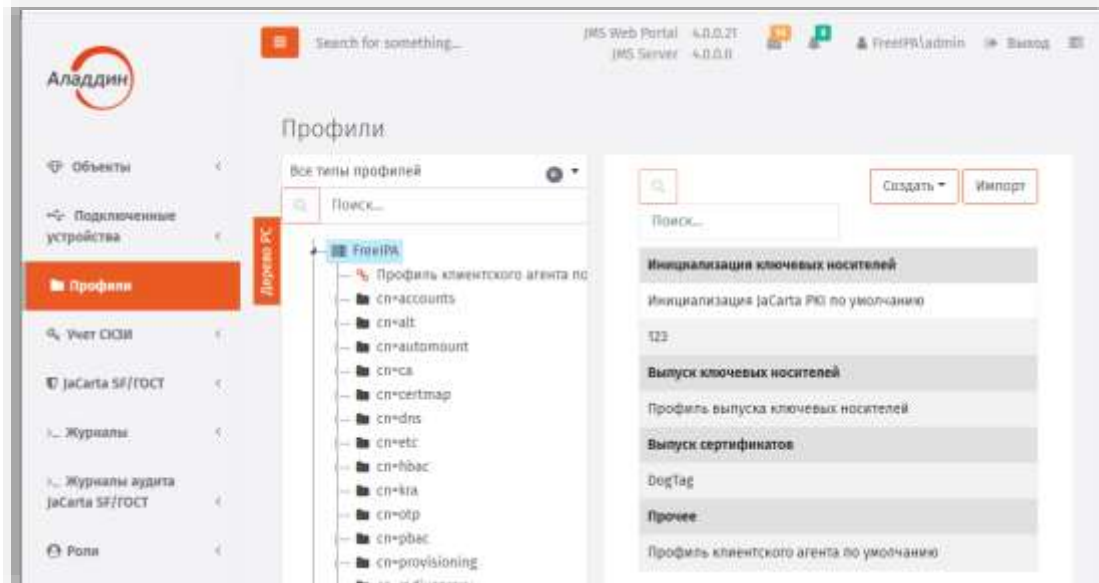 Аладдин
Search for something...
JMS Web Portal 4.0.0.21
JMS Server 4.0.0.0
FreeIPA\admin
Выход
Профили
Объекты
Подключенные
устройства
Профили
Учет СКЗИ
JaCarta SF/ГОСТ
Журналы
Журналы аудита
JaCarta SF/ГОСТ
Роли
Дерево РС
Все типы профилей
Поиск...
FreeIPA
Профиль клиентского агента по
cn=accounts
cn=alt
cn=automount
cn=ca
cn=certmap
cn=dns
cn=etc
cn=hbac
cn=kra
cn=otp
cn=pbac
cn=provisioning
Создать
Импорт
Поиск...
Инициализация ключевых носителей
Инициализация JaCarta PKI по умолчанию
123
Выпуск ключевых носителей
Профиль выпуска ключевых носителей
Выпуск сертификатов
DogTag
Прочее
Профиль клиентского агента по умолчанию